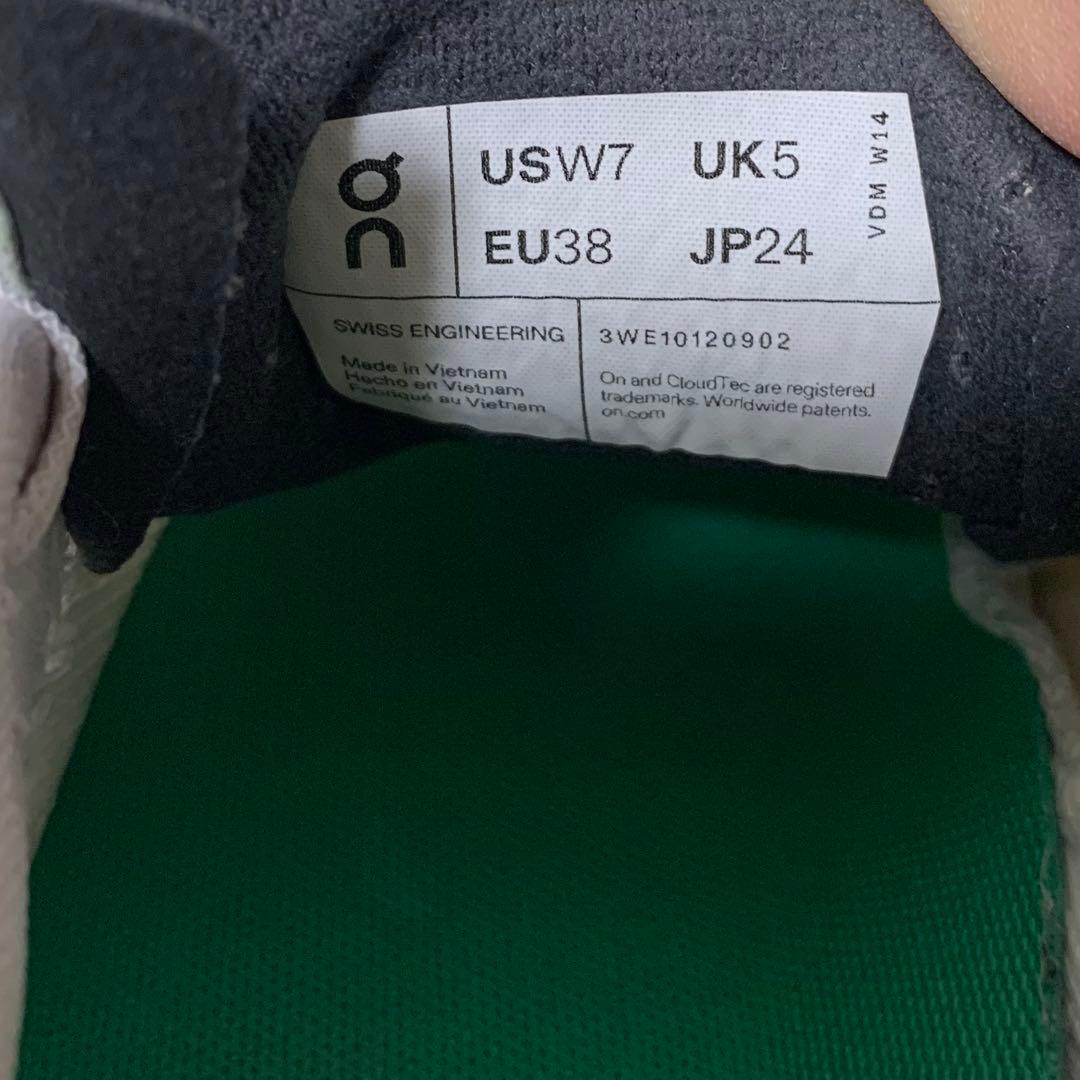 On
USW7 UK5
EU38 JP24
VDM W14
SWISS ENGINEERING
Made in Vietnam
Hecho en Vietnam
Fabriqué au Vietnam
3WE10120902
On and CloudTec are registered
trademarks. Worldwide patents.
on.com